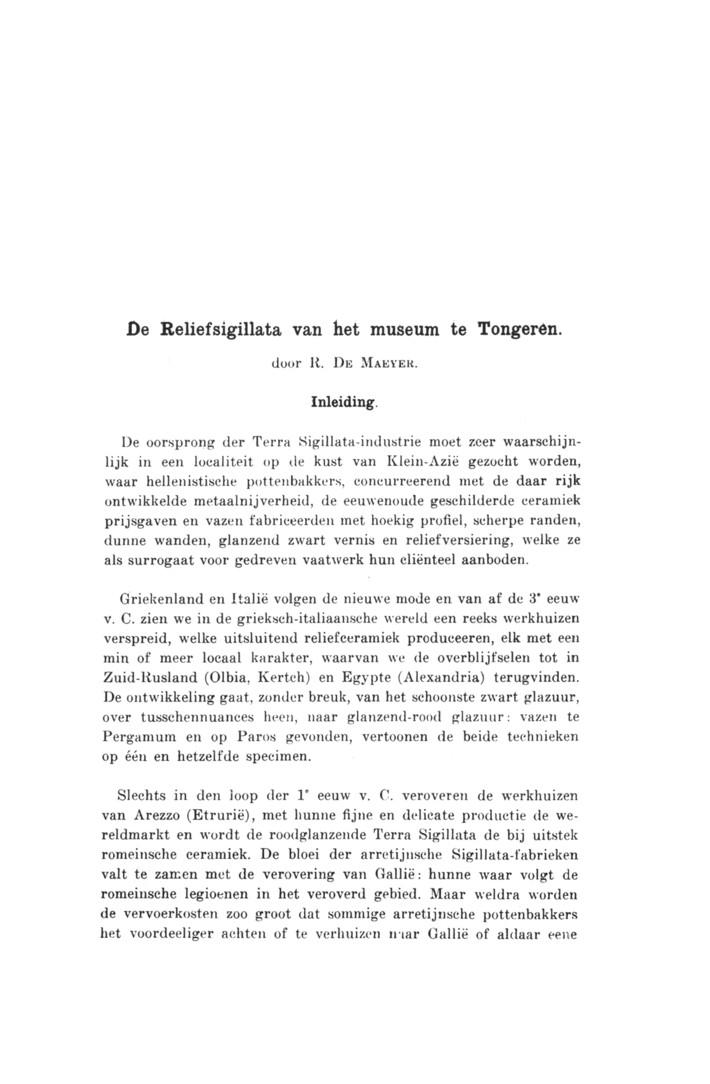 De Reliefsigillata van het museum te Tongeren.
door R. De Maeyer.
Inleiding.
De oorsprong der Terra Sigillata-industrie moet zeer waarschijn-
lijk in een localiteit op de kust van Klein-Azië gezocht worden,
waar hellenistische pottenbakkers, concurreerend met de daar rijk
ontwikkelde metaalnijverheid, de eeuwenoude geschilderde ceramiek
prijsgaven en vazen fabriceerden met hoekig profiel, scherpe randen,
dunne wanden, glanzend zwart vernis en reliefversiering, welke ze
als surrogaat voor gedreven vaatwerk hun cliënteel aanboden.
Griekenland en Italië volgen de nieuwe mode en van af de 3e eeuw
v. C. zien we in de grieksch-italiaansche wereld een reeks werkhuizen
verspreid, welke uitsluitend reliefceramiek produceeren, elk met een
min of meer locaal karakter, waarvan we de overblijfselen tot in
Zuid-Rusland (Olbia, Kertch) en Egypte (Alexandria) terugvinden.
De ontwikkeling gaat, zonder breuk, van het schoonste zwart glazuur,
over tusschennuances heen, naar glanzend-rood glazuur: vazen te
Pergamum en op Paros gevonden, vertoonen de beide technieken
op één en hetzelfde specimen.
Slechts in den loop der 1e eeuw v. C. veroveren de werkhuizen
van Arezzo (Etrurië), met hunne fijne en delicate productie de we-
reldmarkt en wordt de roodglanzende Terra Sigillata de bij uitstek
romeinsche ceramiek. De bloei der arretijnsche Sigillata-fabrieken
valt te zamen met de verovering van Gallië: hunne waar volgt de
romeinsche legioenen in het veroverd gebied. Maar weldra worden
de vervoerkosten zoo groot dat sommige arretijnsche pottenbakkers
het voordeeliger achten of te verhuizen naar Gallië of aldaar eene